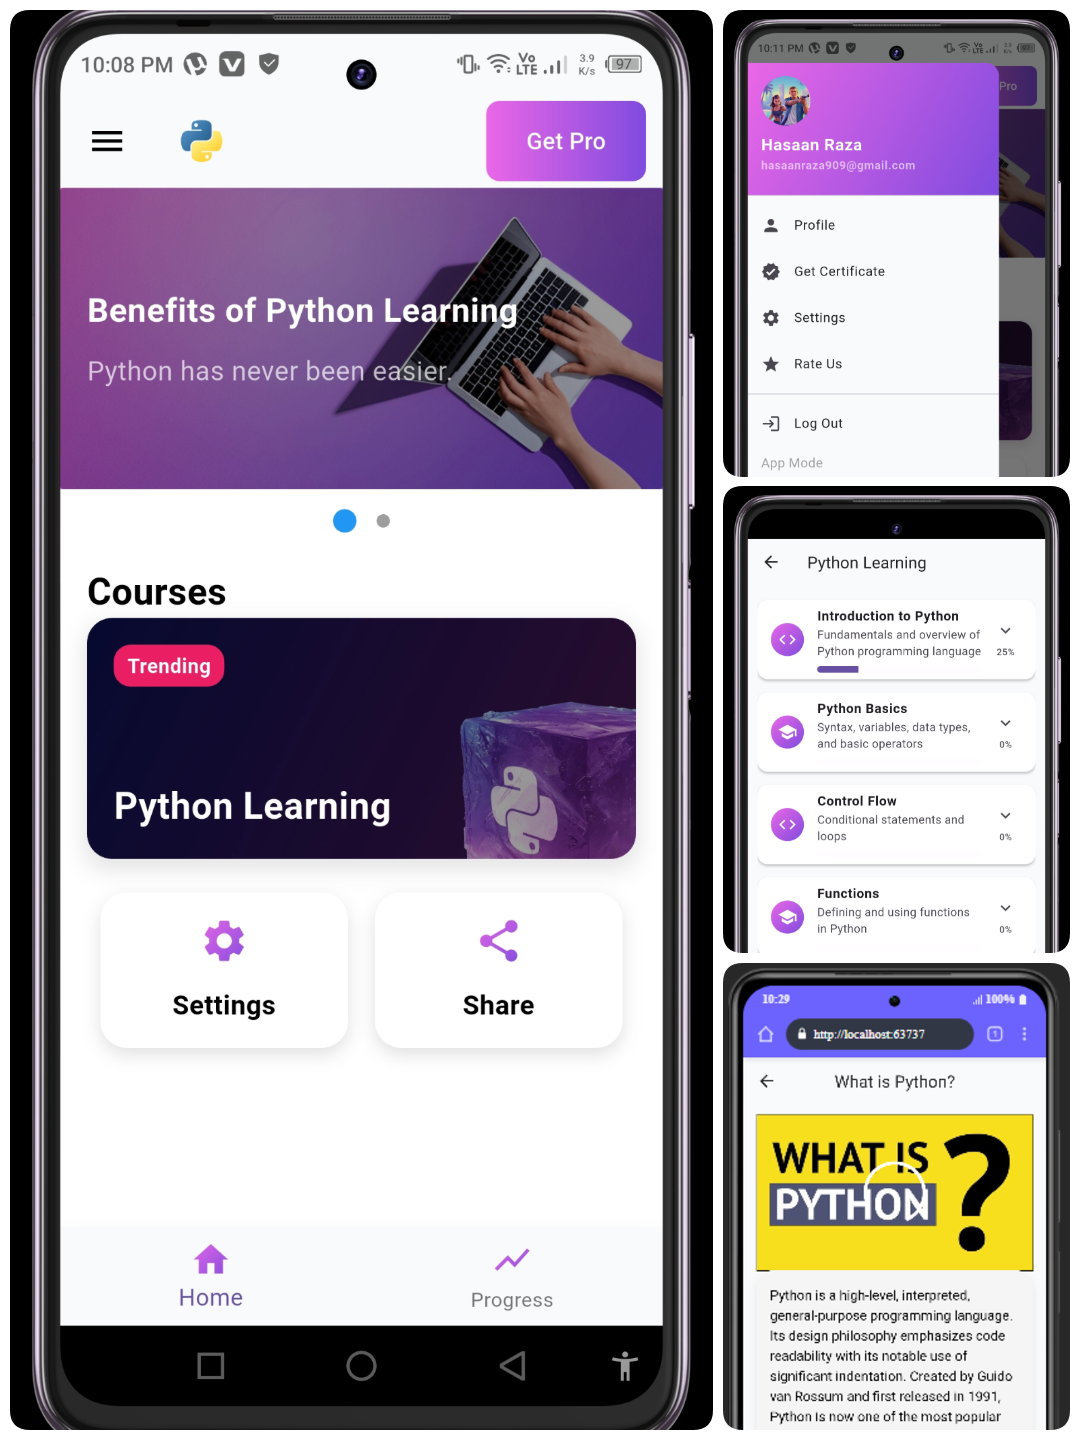 10:08 PM
Vo
LTE
3.9
K/s
97
Get Pro
Benefits of Python Learning
Python has never been easier.
Courses
Trending
Python Learning
Settings
Share
Home
Progress
10:11 PM
Vo
LTE
Pro
Hasaan Raza
hasaanraza909@gmail.com
Profile
Get Certificate
Settings
Rate Us
Log Out
App Mode
Python Learning
Introduction to Python
Fundamentals and overview of
Python programming language
25%
Python Basics
Syntax, variables, data types,
and basic operators
0%
Control Flow
Conditional statements and
loops
0%
Functions
Defining and using functions
in Python
0%
10:29
100%
http://localhost:63737
1
What is Python?
WHAT IS
PYTHON
?
Python is a high-level, interpreted,
general-purpose programming language.
Its design philosophy emphasizes code
readability with its notable use of
significant indentation. Created by Guido
van Rossum and first released in 1991,
Python is now one of the most popular